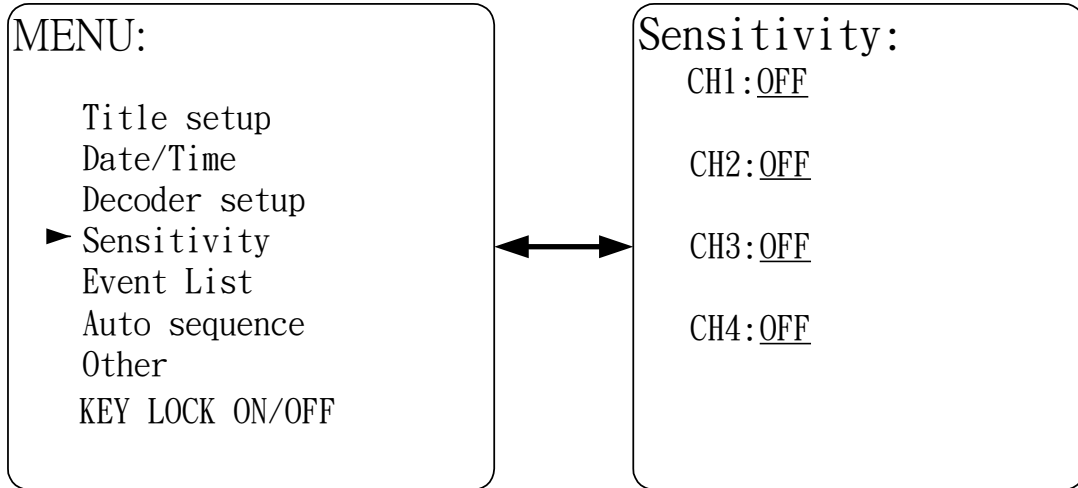 MENU:
Title setup
Date/Time
Decoder setup
Sensitivity
Event List
Auto sequence
Other
KEY LOCK ON/OFF
Sensitivity:
CH1:OFF
CH2:OFF
CH3:OFF
CH4:OFF